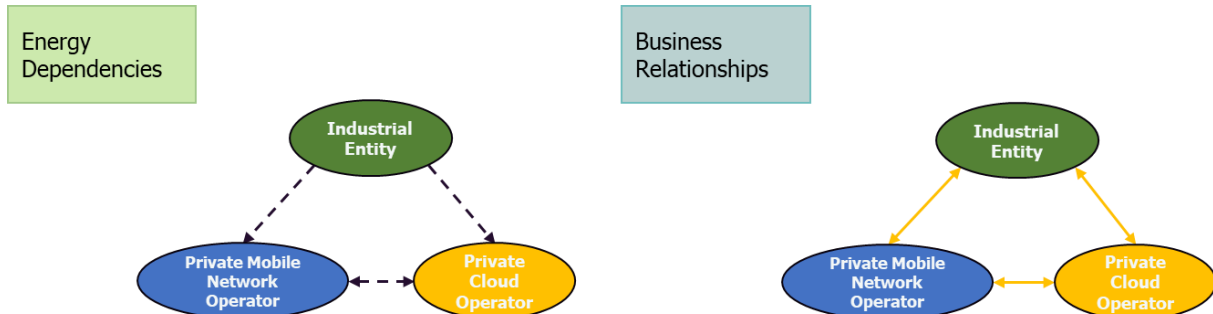 Energy
Dependencies
Industrial
Entity
Private Mobile
Network
Operator
Private
Cloud
Operator
Business
Relationships
Industrial
Entity
Private Mobile
Network
Operator
Private
Cloud
Operator